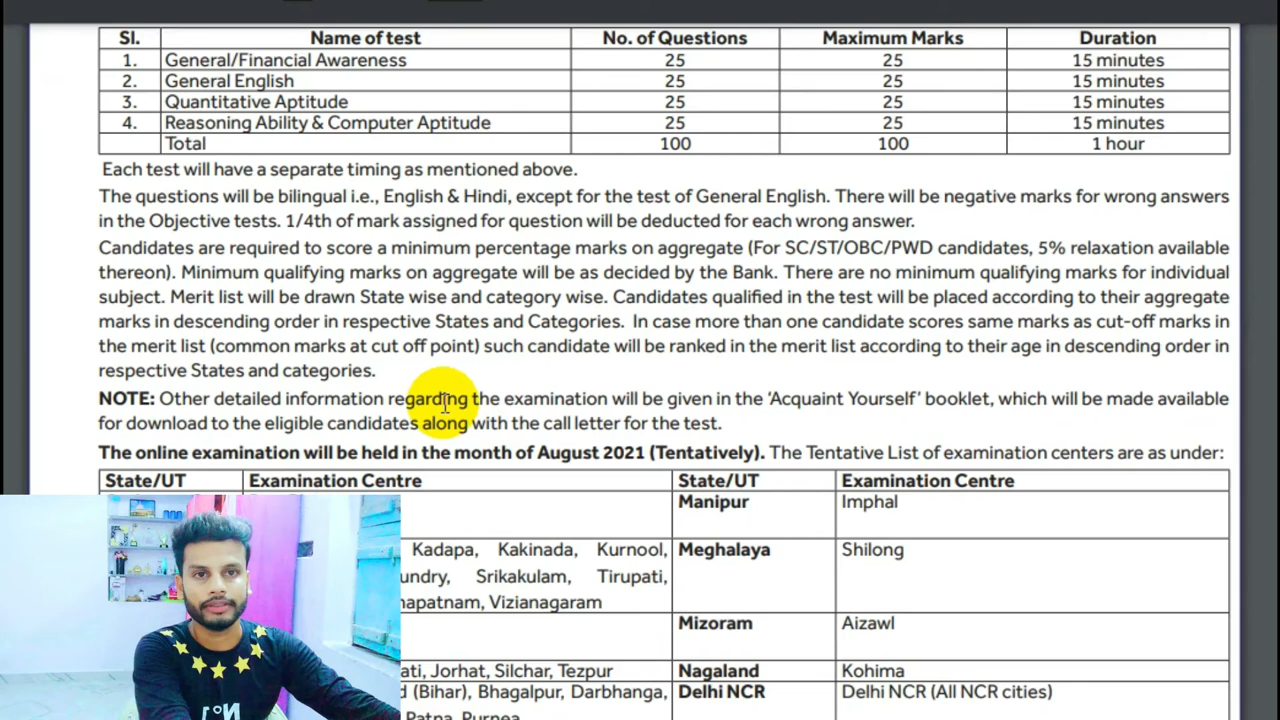 Sl. Name of test No. of Questions Maximum Marks Duration
1. General/Financial Awareness 25 25 15 minutes
2. General English 25 25 15 minutes
3. Quantitative Aptitude 25 25 15 minutes
4. Reasoning Ability & Computer Aptitude 25 25 15 minutes
Total 100 100 1 hour
Each test will have a separate timing as mentioned above.
The questions will be bilingual i.e., English & Hindi, except for the test of General English. There will be negative marks for wrong answers
in the Objective tests. 1/4th of mark assigned for question will be deducted for each wrong answer.
Candidates are required to score a minimum percentage marks on aggregate (For SC/ST/OBC/PWD candidates, 5% relaxation available
thereon). Minimum qualifying marks on aggregate will be as decided by the Bank. There are no minimum qualifying marks for individual
subject. Merit list will be drawn State wise and category wise. Candidates qualified in the test will be placed according to their aggregate
marks in descending order in respective States and Categories. In case more than one candidate scores same marks as cut-off marks in
the merit list (common marks at cut off point) such candidate will be ranked in the merit list according to their age in descending order in
respective States and categories.
NOTE: Other detailed information regarding the examination will be given in the ‘Acquaint Yourself’ booklet, which will be made available
for download to the eligible candidates along with the call letter for the test.
The online examination will be held in the month of August 2021 (Tentatively). The Tentative List of examination centers are as under:
State/UT Examination Centre State/UT Examination Centre
Manipur Imphal
Kadapa, Kakinada, Kurnool, Meghalaya Shilong
Srikakulam, Tirupati,
Vizianagaram
Mizoram Aizawl
Jorhat, Silchar, Tezpur Nagaland Kohima
(Bihar), Bhagalpur, Darbhanga, Delhi NCR Delhi NCR (All NCR cities)
Patna, Purnea